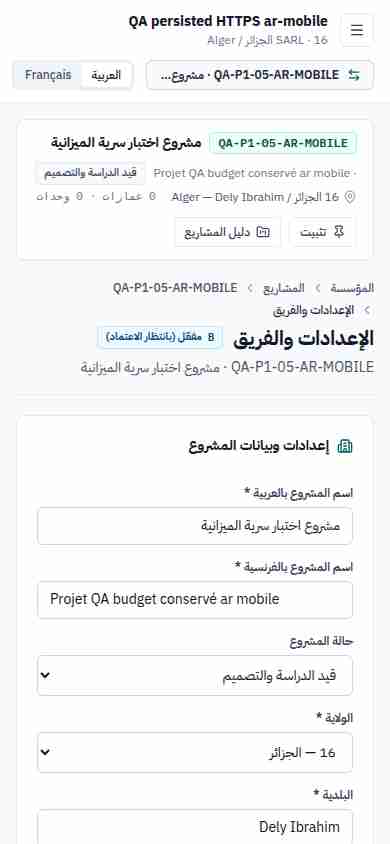 QA persisted HTTPS ar-mobile
SARL · 16 الجزائر / Alger
QA-P1-05-AR-MOBILE · مشروع...
العربية
Français
QA-P1-05-AR-MOBILE
مشروع اختبار سرية الميزانية
Projet QA budget conservé ar mobile ·
قيد الدراسة والتصميم
16 الجزائر / Alger — Dely Ibrahim
0 عمارات · 0 وحدات
تثبيت
دليل المشاريع
المؤسسة
المشاريع
QA-P1-05-AR-MOBILE
الإعدادات والفريق
الإعدادات والفريق
B مفعّل (بانتظار الاعتماد)
QA-P1-05-AR-MOBILE · مشروع اختبار سرية الميزانية
إعدادات وبيانات المشروع
اسم المشروع بالعربية *
مشروع اختبار سرية الميزانية
اسم المشروع بالفرنسية *
Projet QA budget conservé ar mobile
حالة المشروع
قيد الدراسة والتصميم
الولاية *
16 — الجزائر
البلدية *
Dely Ibrahim